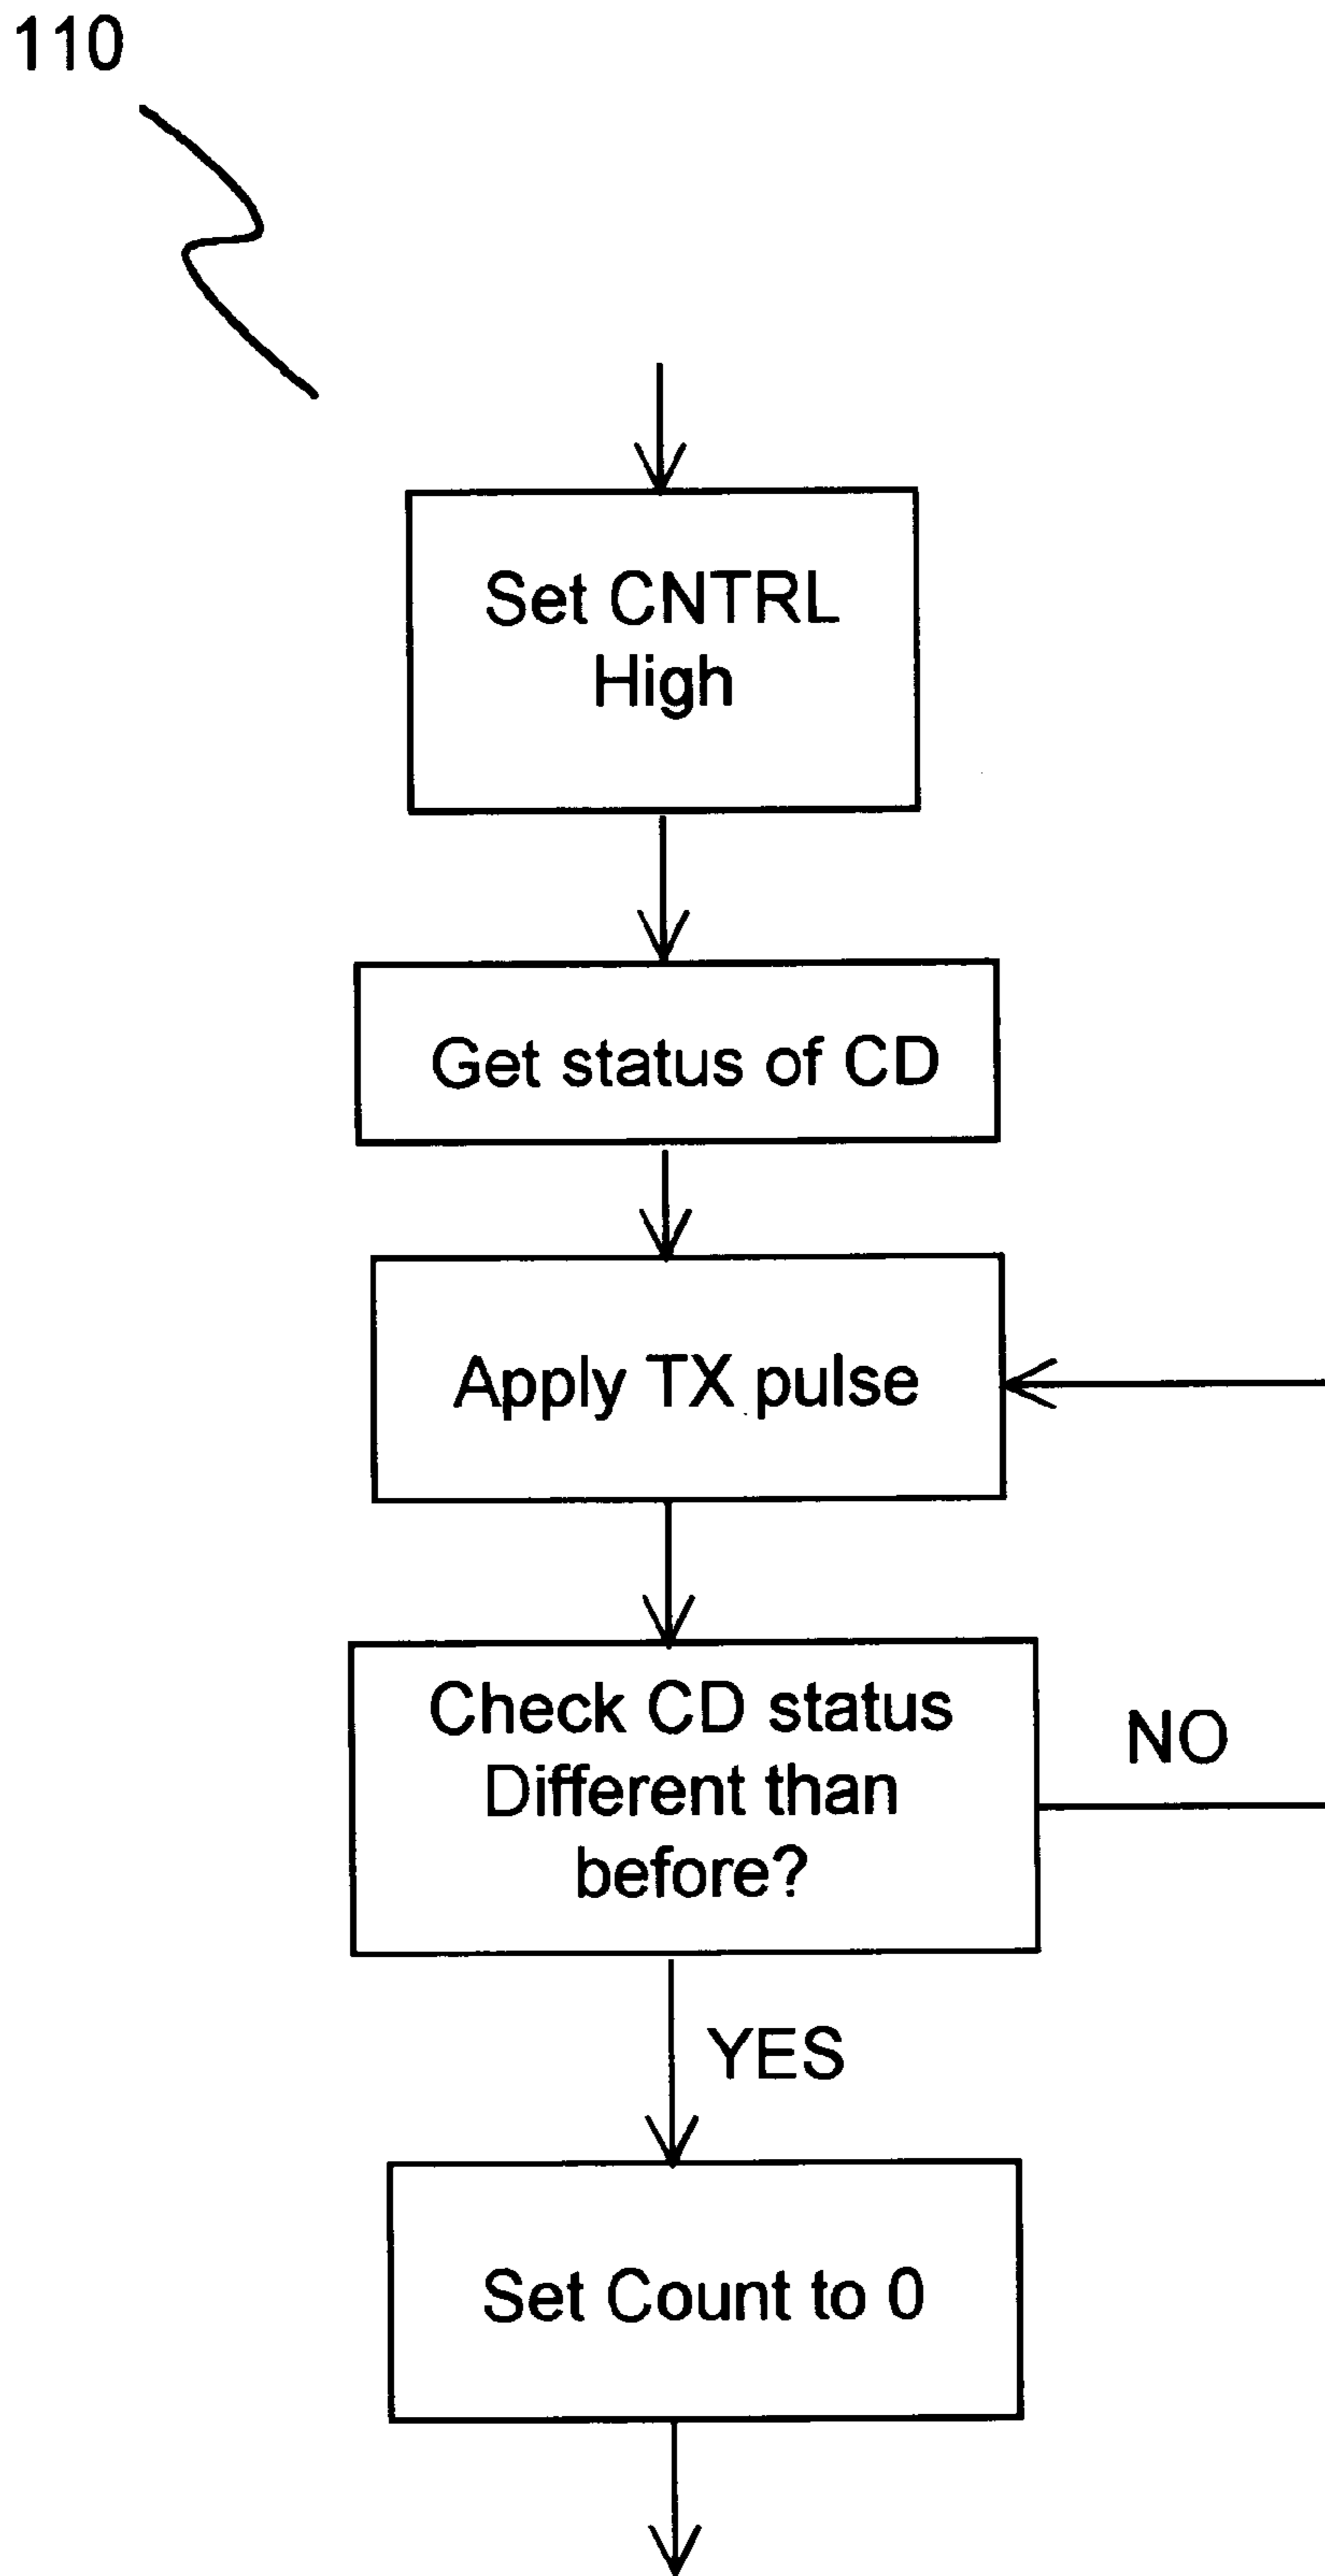 110
Set CNTRL
High
Get status of CD
Apply TX pulse
Check CD status
Different than
before?
NO
YES
Set Count to 0